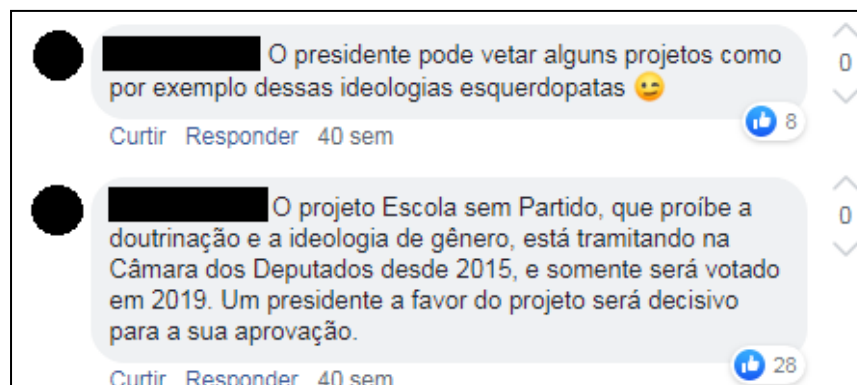 O presidente pode vetar alguns projetos como
por exemplo dessas ideologias esquerdopatas 😉
8
Curtir Responder 40 sem
0
O projeto Escola sem Partido, que proíbe a
doutrinação e a ideologia de gênero, está tramitando na
Câmara dos Deputados desde 2015, e somente será votado
em 2019. Um presidente a favor do projeto será decisivo
para a sua aprovação.
28
Curtir Responder 40 sem
0